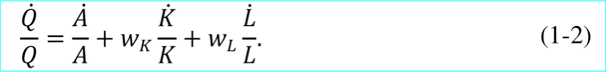 Q̇/Q = Ȧ/A + w_K K̇/K + w_L L̇/L. (1-2)